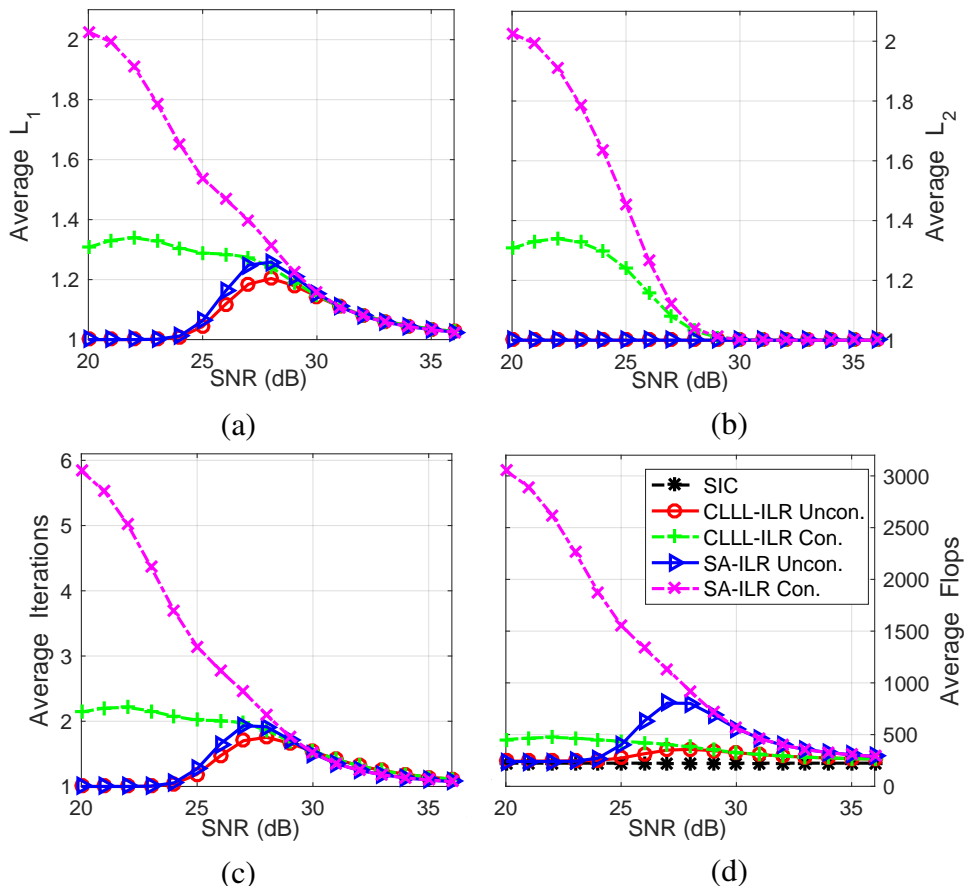 2
1.8
1.6
1.4
1.2
1
Average L1
20 25 30 35
SNR (dB)
(a)
2
1.8
1.6
1.4
1.2
1
Average L2
20 25 30 35
SNR (dB)
(b)
6
5
4
3
2
1
Average Iterations
20 25 30 35
SNR (dB)
(c)
SIC
CLLL-ILR Uncon.
CLLL-ILR Con.
SA-ILR Uncon.
SA-ILR Con.
3000
2500
2000
1500
1000
500
0
Average Flops
20 25 30 35
SNR (dB)
(d)